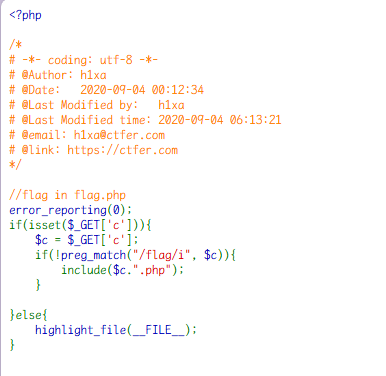 <?php
/*
# -*- coding: utf-8 -*-
# @Author: h1xa
# @Date:   2020-09-04 00:12:34
# @Last Modified by:   h1xa
# @Last Modified time: 2020-09-04 06:13:21
# @email: h1xa@ctfer.com
# @link: https://ctfer.com
*/
//flag in flag.php
error_reporting(0);
if(isset($_GET['c'])){
    $c = $_GET['c'];
    if(!preg_match("/flag/i", $c)){
        include($c.".php");
    }
}else{
    highlight_file(__FILE__);
}